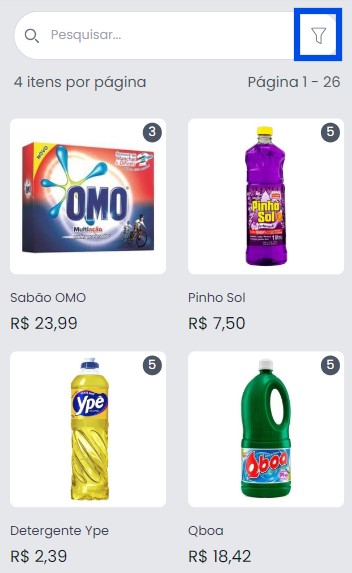 Pesquisar...
4 itens por página
Página 1 - 26
3
NOVO
OMO
Multiação
5
Pinho
Sol
Sabão OMO
R$ 23,99
Pinho Sol
R$ 7,50
5
Ypê
5
Qboa
Detergente Ype
R$ 2,39
Qboa
R$ 18,42